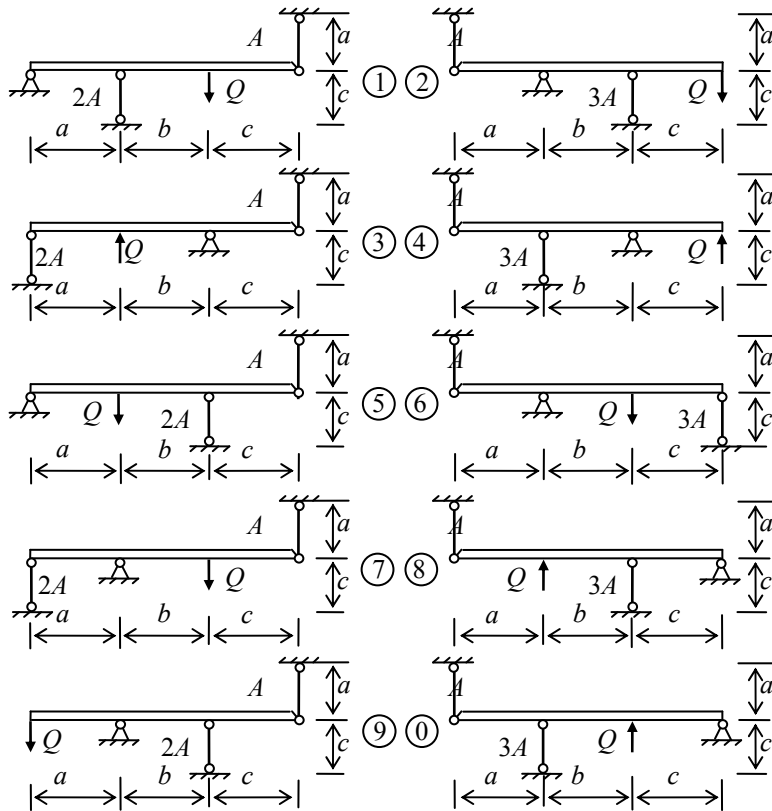 A a
2A Q ① c
a b c
A a
3A Q ② c
a b c
A a
2A Q ③ c
a b c
A a
3A Q ④ c
a b c
A a
Q 2A ⑤ c
a b c
A a
Q 3A ⑥ c
a b c
A a
2A Q ⑦ c
a b c
A a
Q 3A ⑧ c
a b c
A a
Q 2A ⑨ c
a b c
A a
3A Q ⓪ c
a b c